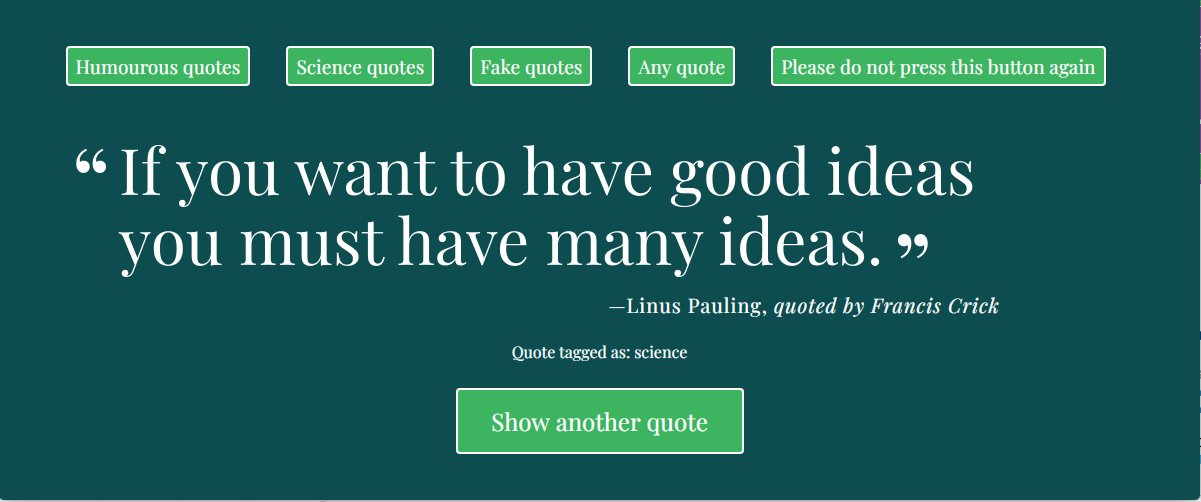 Humourous quotes Science quotes Fake quotes Any quote Please do not press this button again
“ If you want to have good ideas
you must have many ideas. ”
—Linus Pauling, quoted by Francis Crick
Quote tagged as: science
Show another quote